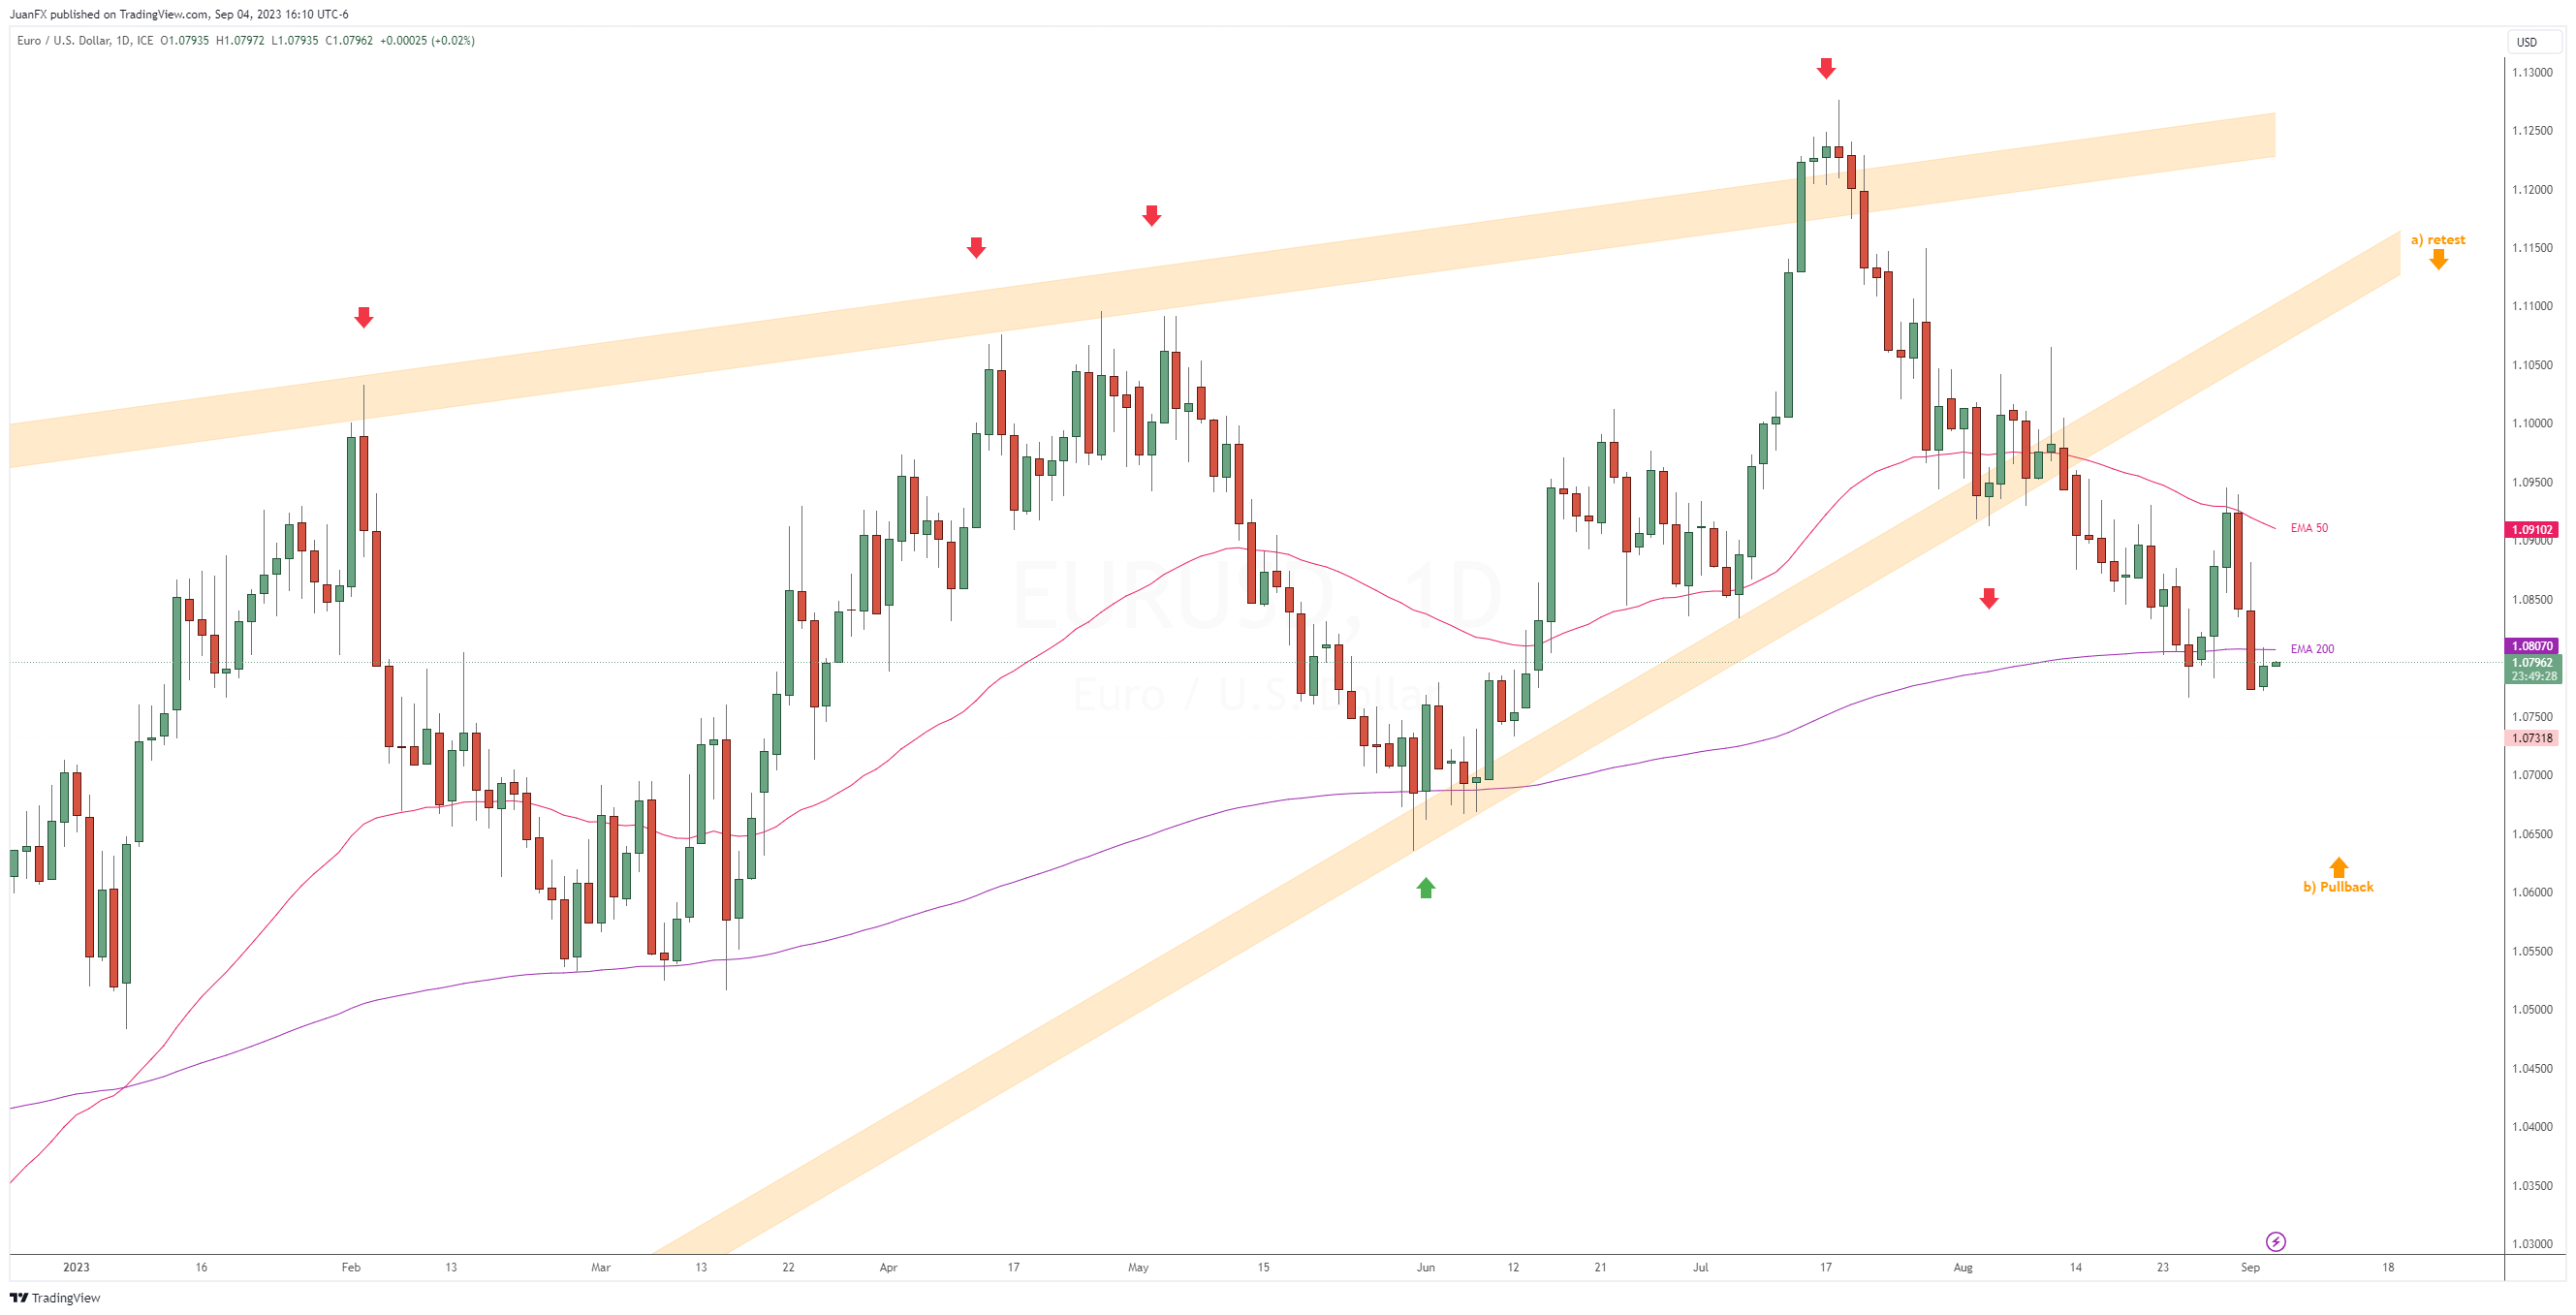 JuanFX published on TradingView.com, Sep 04, 2023 16:10 UTC-6
Euro / U.S. Dollar, 1D, ICE O1.07935 H1.07972 L1.07935 C1.07962 +0.00025 (+0.02%)
USD
1.13000
1.12500
1.12000
a) retest
1.11500
1.11000
1.10500
1.10000
1.09500
EMA 50
1.09102
1.09000
EURUSD, 1D
1.08500
EMA 200
1.08070
1.07962
23:49:28
Euro / U.S. Dollar
1.07500
1.07318
1.07000
1.06500
b) Pullback
1.06000
1.05500
1.05000
1.04500
1.04000
1.03500
1.03000
2023 16 Feb 13 Mar 13 22 Apr 17 May 15 Jun 12 21 Jul 17 Aug 14 23 Sep 18
TradingView